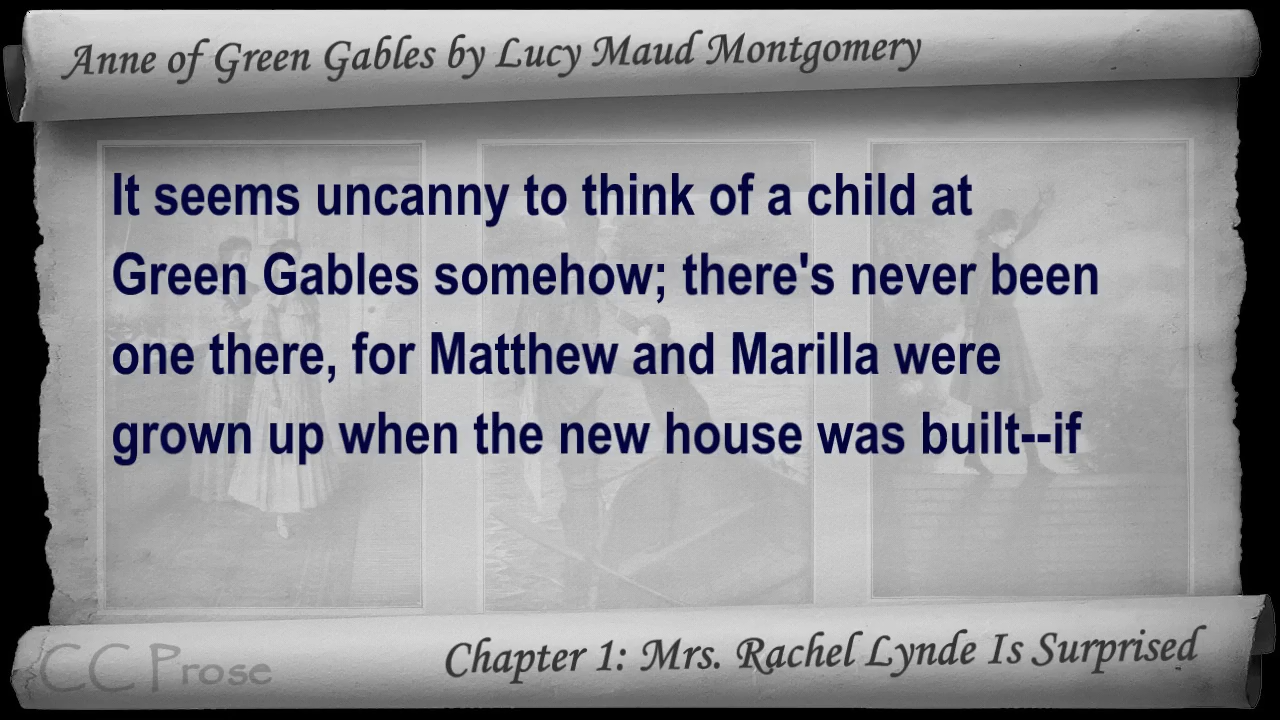 Anne of Green Gables by Lucy Maud Montgomery
It seems uncanny to think of a child at
Green Gables somehow; there's never been
one there, for Matthew and Marilla were
grown up when the new house was built--if
CC Prose
Chapter 1: Mrs. Rachel Lynde Is Surprised